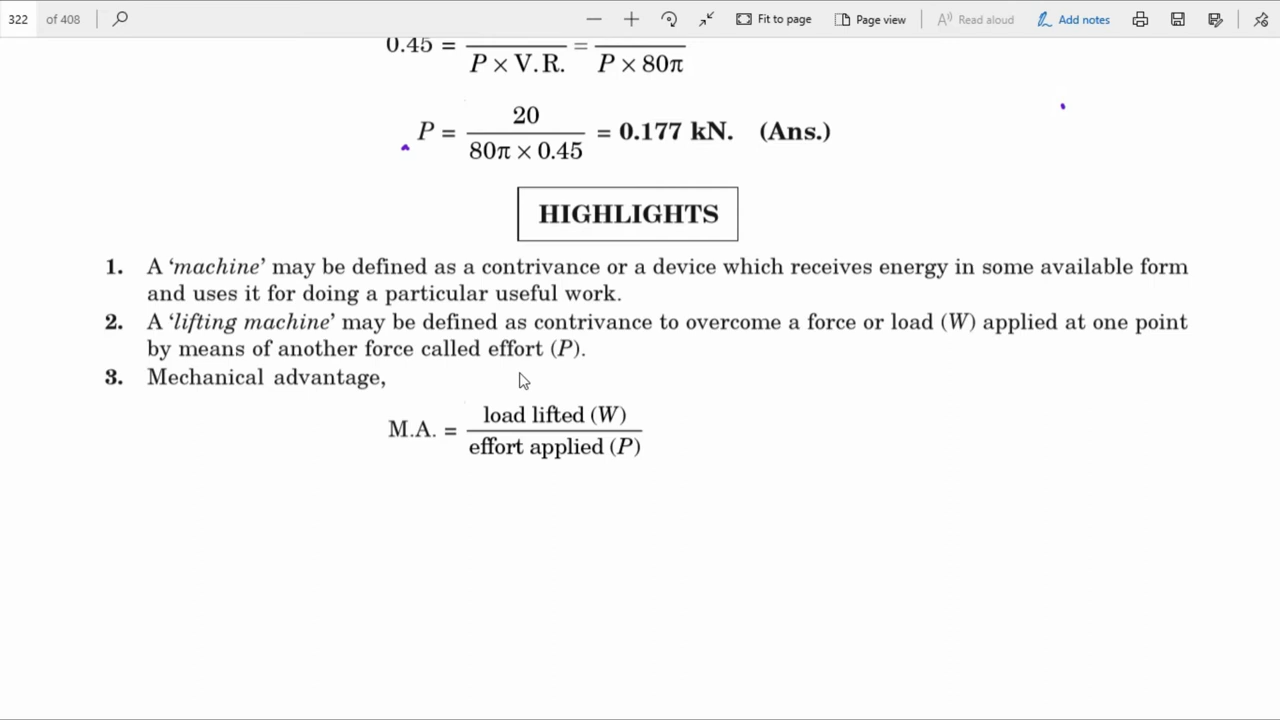 322 of 408 Fit to page Page view Read aloud Add notes
0.45 = / P × V.R. = / P × 80π
P = 20 / 80π × 0.45 = 0.177 kN. (Ans.)
HIGHLIGHTS
1. A ‘machine’ may be defined as a contrivance or a device which receives energy in some available form
and uses it for doing a particular useful work.
2. A ‘lifting machine’ may be defined as contrivance to overcome a force or load (W) applied at one point
by means of another force called effort (P).
3. Mechanical advantage,
M.A. = load lifted (W) / effort applied (P)